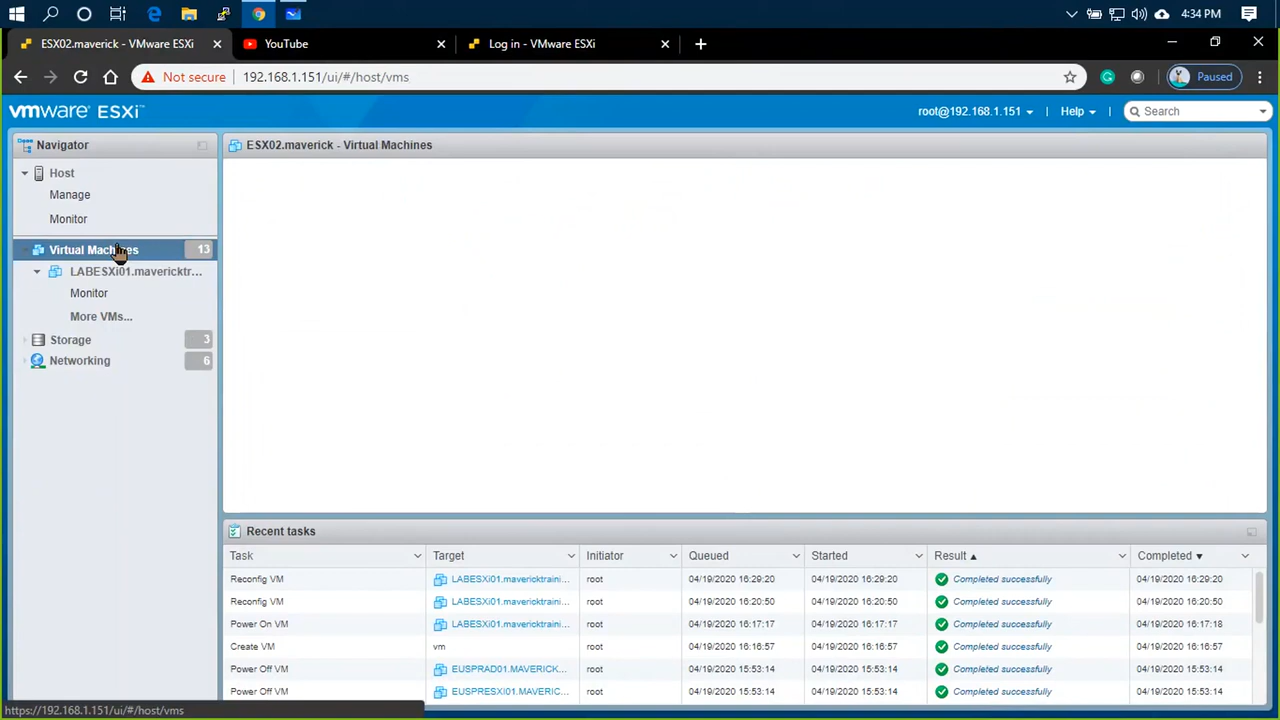 4:34 PM
ESX02.maverick - VMware ESXi
YouTube
Log in - VMware ESXi
Not secure
192.168.1.151/ui/#/host/vms
Paused
vmware ESXi™
root@192.168.1.151
Help
Search
Navigator
Host
Manage
Monitor
Virtual Machines
13
LABESXi01.mavericktr...
Monitor
More VMs...
Storage
3
Networking
6
ESX02.maverick - Virtual Machines
Recent tasks
Task Target Initiator Queued Started Result Completed
Reconfig VM LABESXi01.mavericktraini... root 04/19/2020 16:29:20 04/19/2020 16:29:20 Completed successfully 04/19/2020 16:29:20
Reconfig VM LABESXi01.mavericktraini... root 04/19/2020 16:20:50 04/19/2020 16:20:50 Completed successfully 04/19/2020 16:20:50
Power On VM LABESXi01.mavericktraini... root 04/19/2020 16:17:17 04/19/2020 16:17:17 Completed successfully 04/19/2020 16:17:18
Create VM vm root 04/19/2020 16:16:57 04/19/2020 16:16:57 Completed successfully 04/19/2020 16:16:57
Power Off VM EUSPRAD01.MAVERICK... root 04/19/2020 15:53:14 04/19/2020 15:53:14 Completed successfully 04/19/2020 15:53:14
Power Off VM EUSPRESXi01.MAVERIC... root 04/19/2020 15:53:14 04/19/2020 15:53:14 Completed successfully 04/19/2020 15:53:14
https://192.168.1.151/ui/#/host/vms